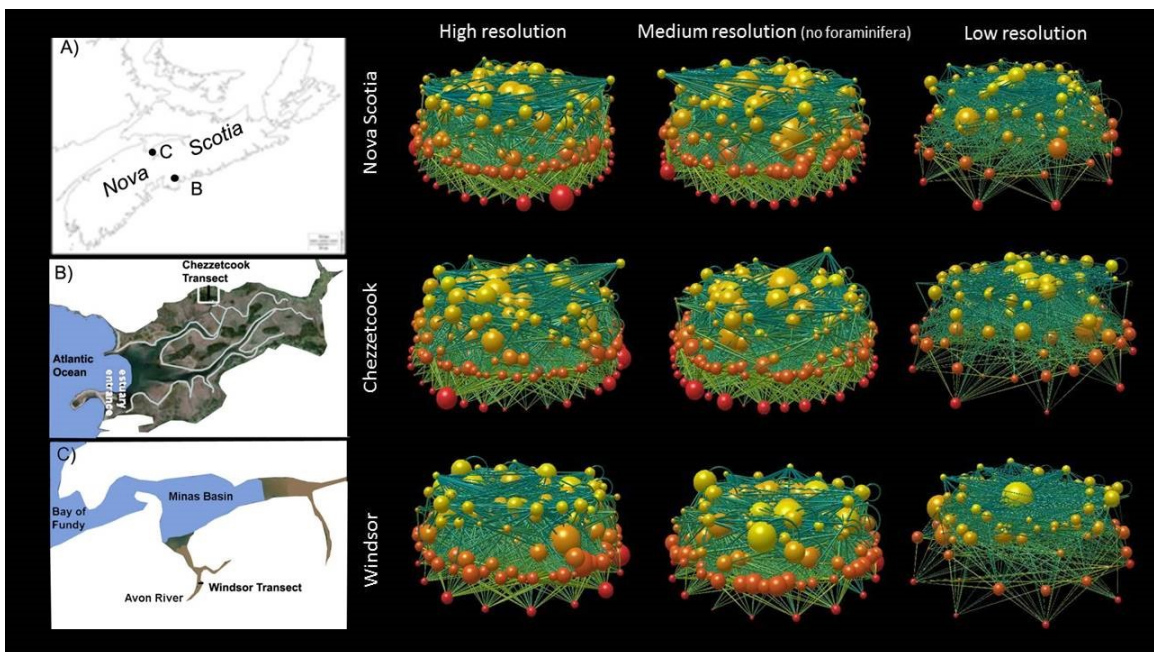 A)
Nova
Scotia
C
B
B)
Chezzetcook
Transect
Atlantic
Ocean
estuary
entrance
C)
Bay of
Fundy
Minas Basin
Windsor Transect
Avon River
High resolution
Medium resolution (no foraminifera)
Low resolution
Nova Scotia
Chezzetcook
Windsor